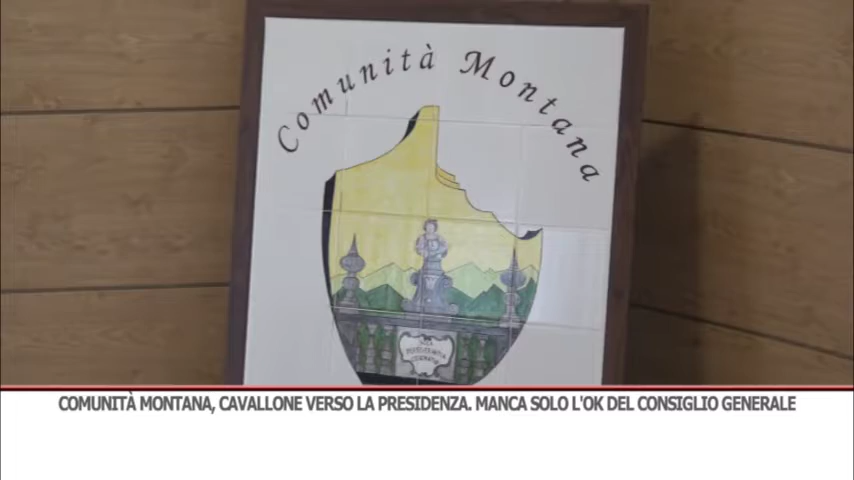 Comunità Montana
COMUNITÀ MONTANA, CAVALLONE VERSO LA PRESIDENZA. MANCA SOLO L'OK DEL CONSIGLIO GENERALE